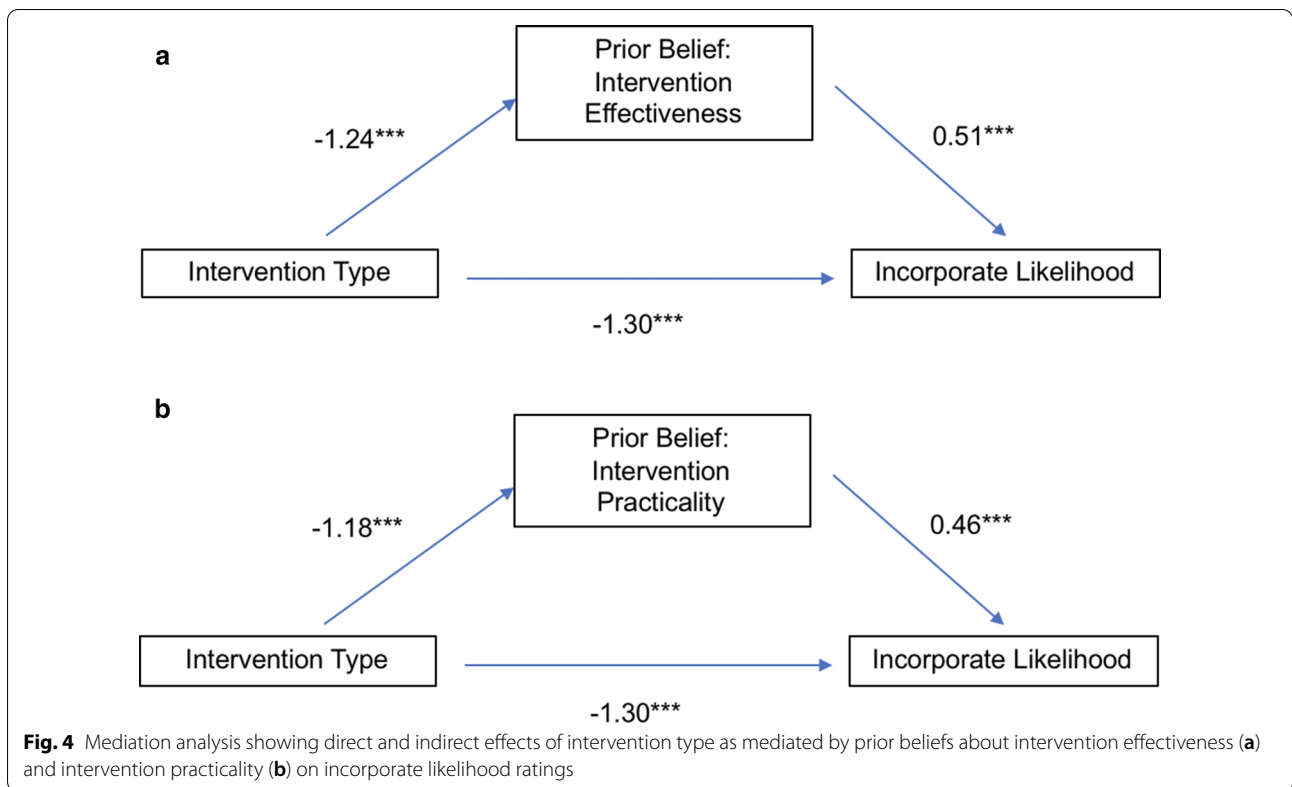 a
Prior Belief:
Intervention
Effectiveness
-1.24***
0.51***
Intervention Type
Incorporate Likelihood
-1.30***
b
Prior Belief:
Intervention
Practicality
-1.18***
0.46***
Intervention Type
Incorporate Likelihood
-1.30***
Fig. 4 Mediation analysis showing direct and indirect effects of intervention type as mediated by prior beliefs about intervention effectiveness (a)
and intervention practicality (b) on incorporate likelihood ratings